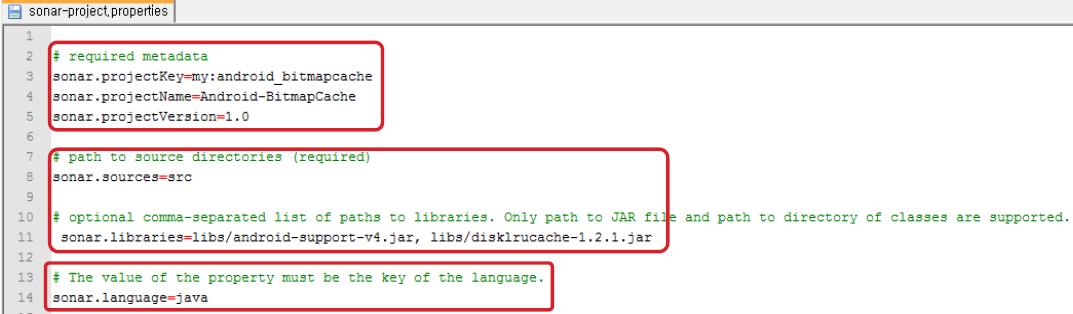 sonar-project.properties
1
2 # required metadata
3 sonar.projectKey=my:android_bitmapcache
4 sonar.projectName=Android-BitmapCache
5 sonar.projectVersion=1.0
6
7 # path to source directories (required)
8 sonar.sources=src
9
10 # optional comma-separated list of paths to libraries. Only path to JAR file and path to directory of classes are supported.
11 sonar.libraries=libs/android-support-v4.jar, libs/disklrucache-1.2.1.jar
12
13 # The value of the property must be the key of the language.
14 sonar.language=java